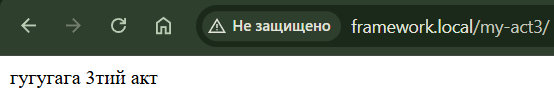 Не защищено framework.local/my-act3/
гугугага 3тий акт